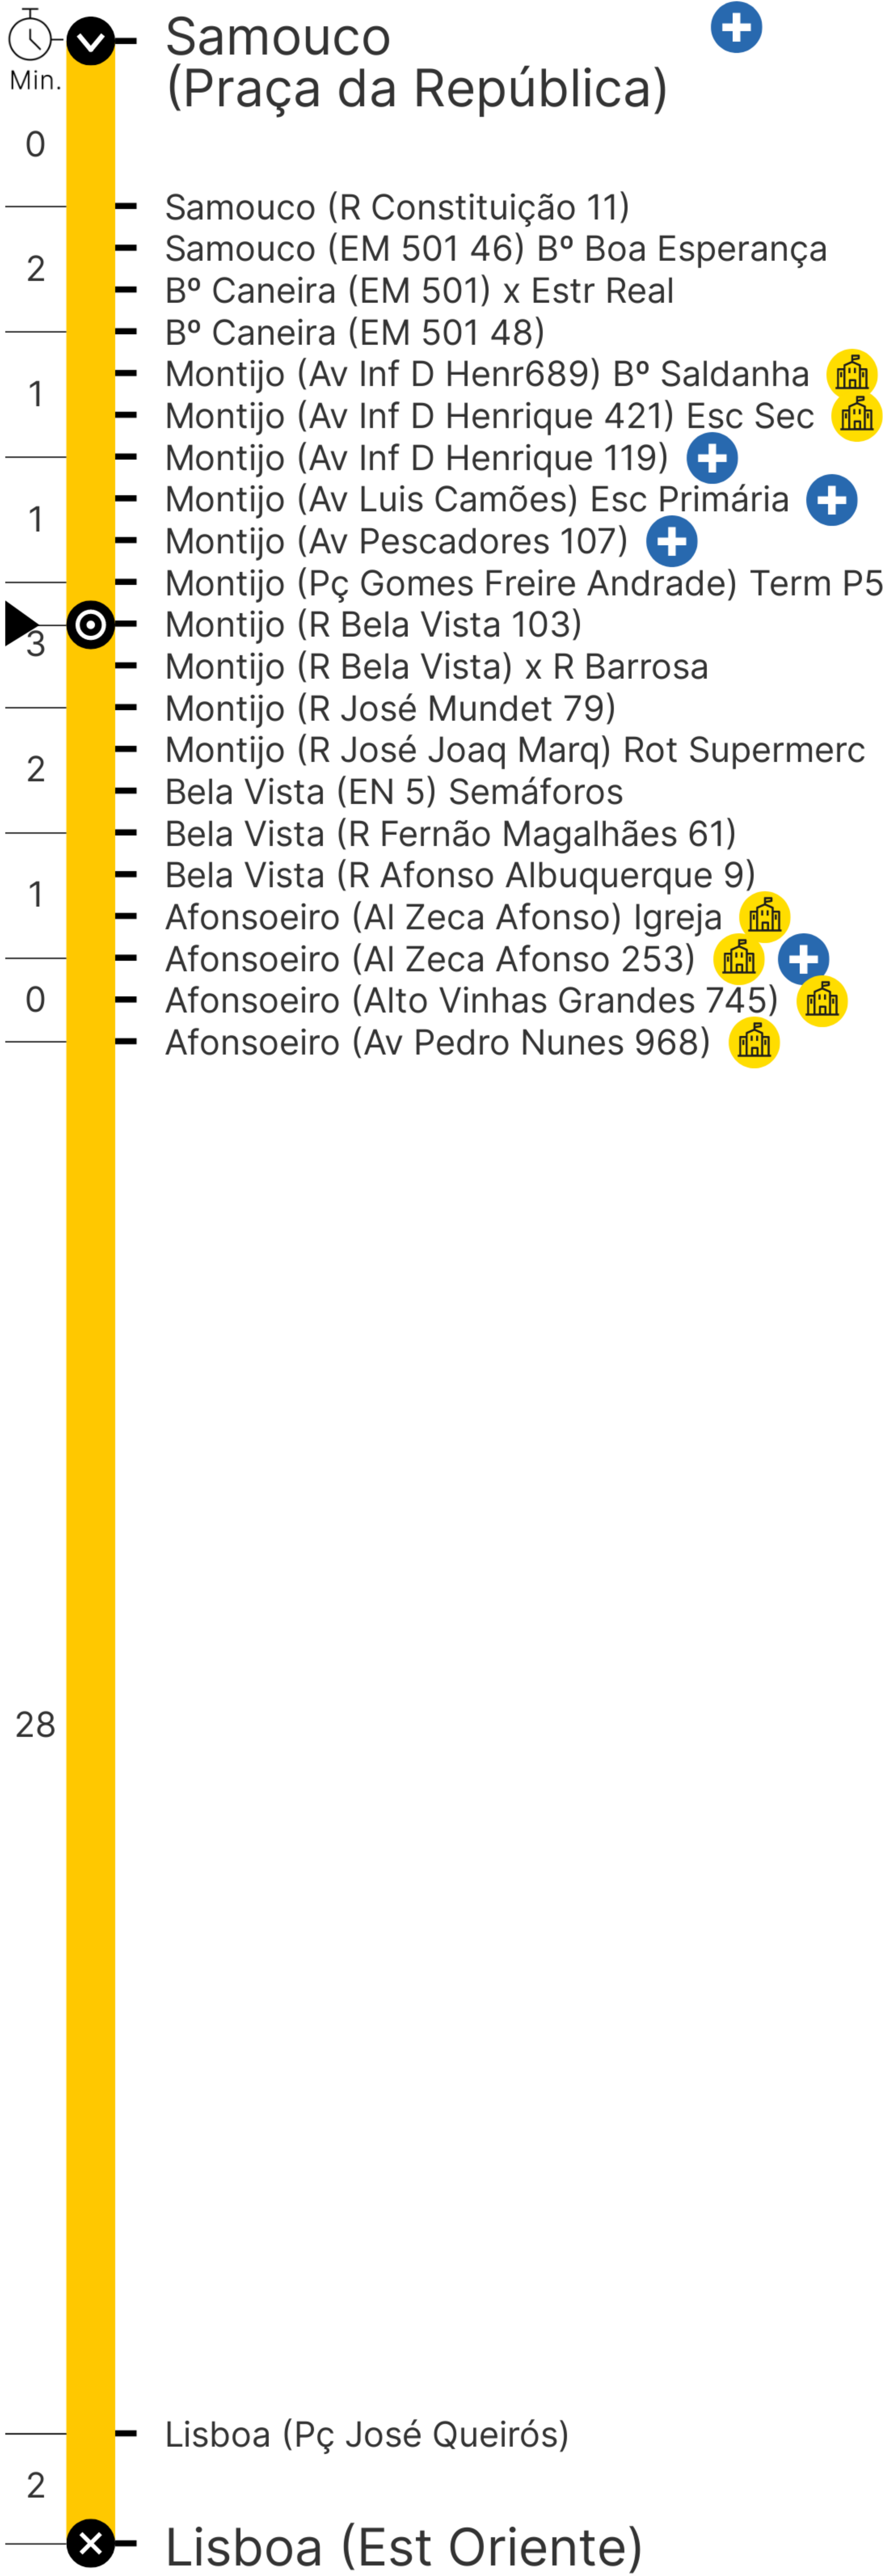 Samouco
(Praça da República)
Min.
0
Samouco (R Constituição 11)
Samouco (EM 501 46) Bº Boa Esperança
2
Bº Caneira (EM 501) x Estr Real
Bº Caneira (EM 501 48)
Montijo (Av Inf D Henr689) Bº Saldanha
1
Montijo (Av Inf D Henrique 421) Esc Sec
Montijo (Av Inf D Henrique 119)
Montijo (Av Luis Camões) Esc Primária
1
Montijo (Av Pescadores 107)
Montijo (Pç Gomes Freire Andrade) Term P5
Montijo (R Bela Vista 103)
3
Montijo (R Bela Vista) x R Barrosa
Montijo (R José Mundet 79)
Montijo (R José Joaq Marq) Rot Supermerc
2
Bela Vista (EN 5) Semáforos
Bela Vista (R Fernão Magalhães 61)
Bela Vista (R Afonso Albuquerque 9)
1
Afonsoeiro (Al Zeca Afonso) Igreja
Afonsoeiro (Al Zeca Afonso 253)
0
Afonsoeiro (Alto Vinhas Grandes 745)
Afonsoeiro (Av Pedro Nunes 968)
28
Lisboa (Pç José Queirós)
2
Lisboa (Est Oriente)